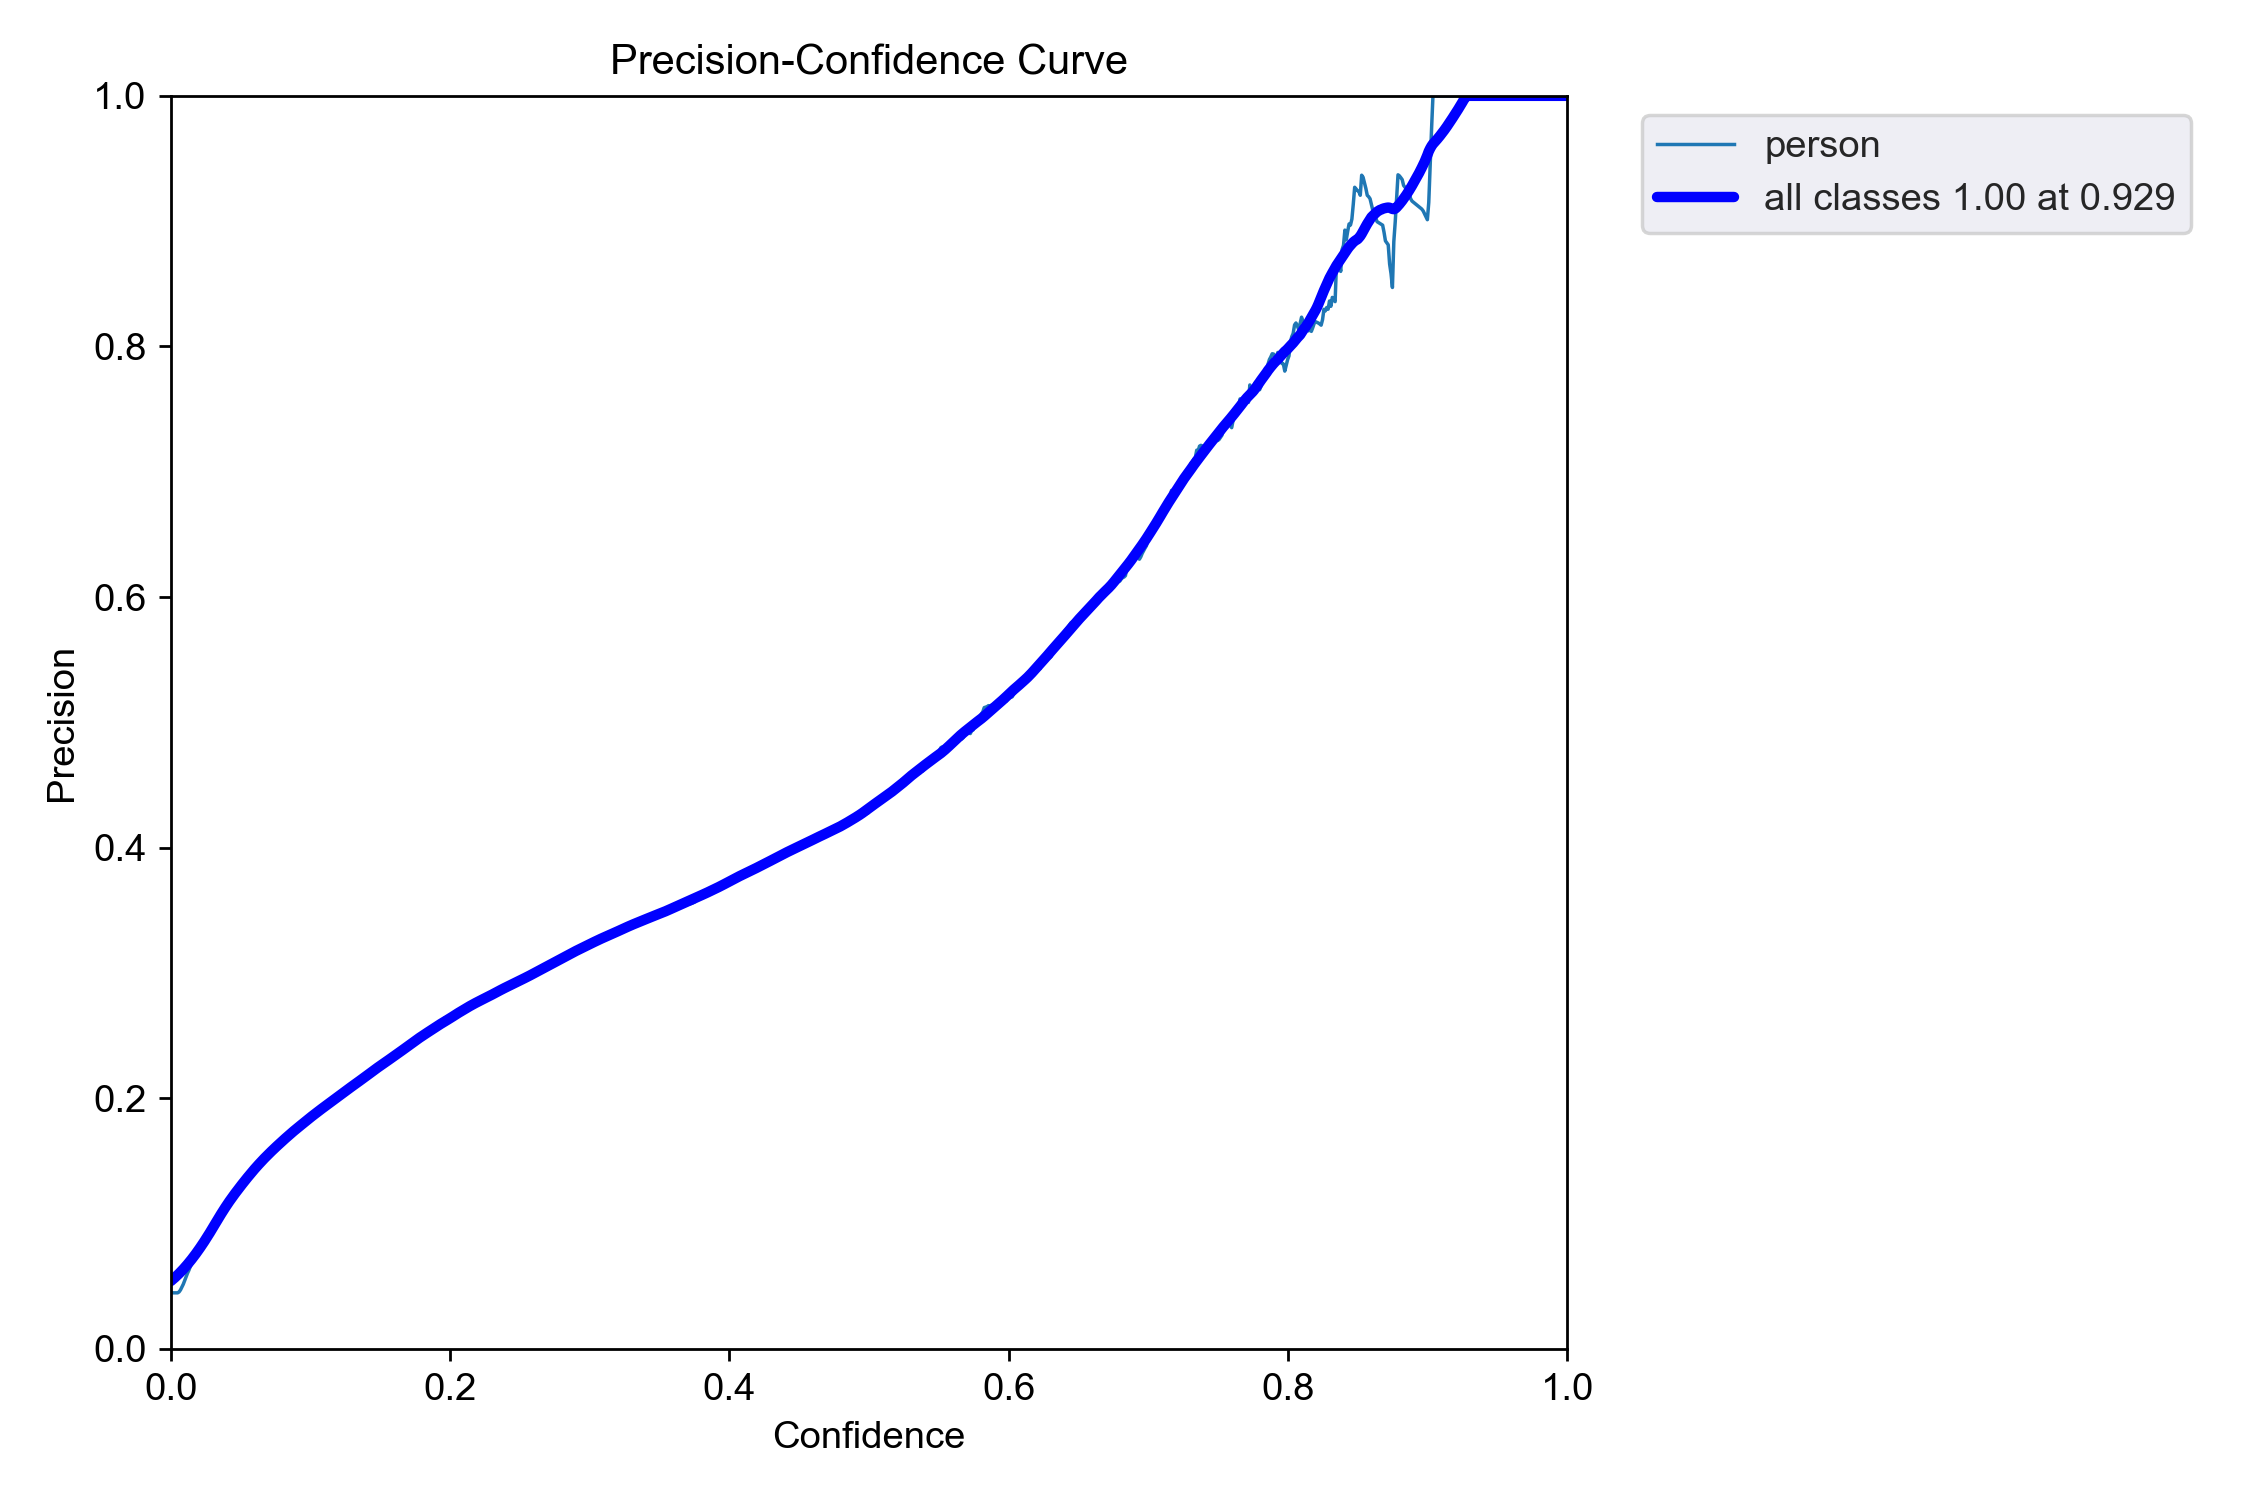 Precision-Confidence Curve
1.0
0.8
0.6
0.4
0.2
0.0
Precision
0.0 0.2 0.4 0.6 0.8 1.0
Confidence
person
all classes 1.00 at 0.929